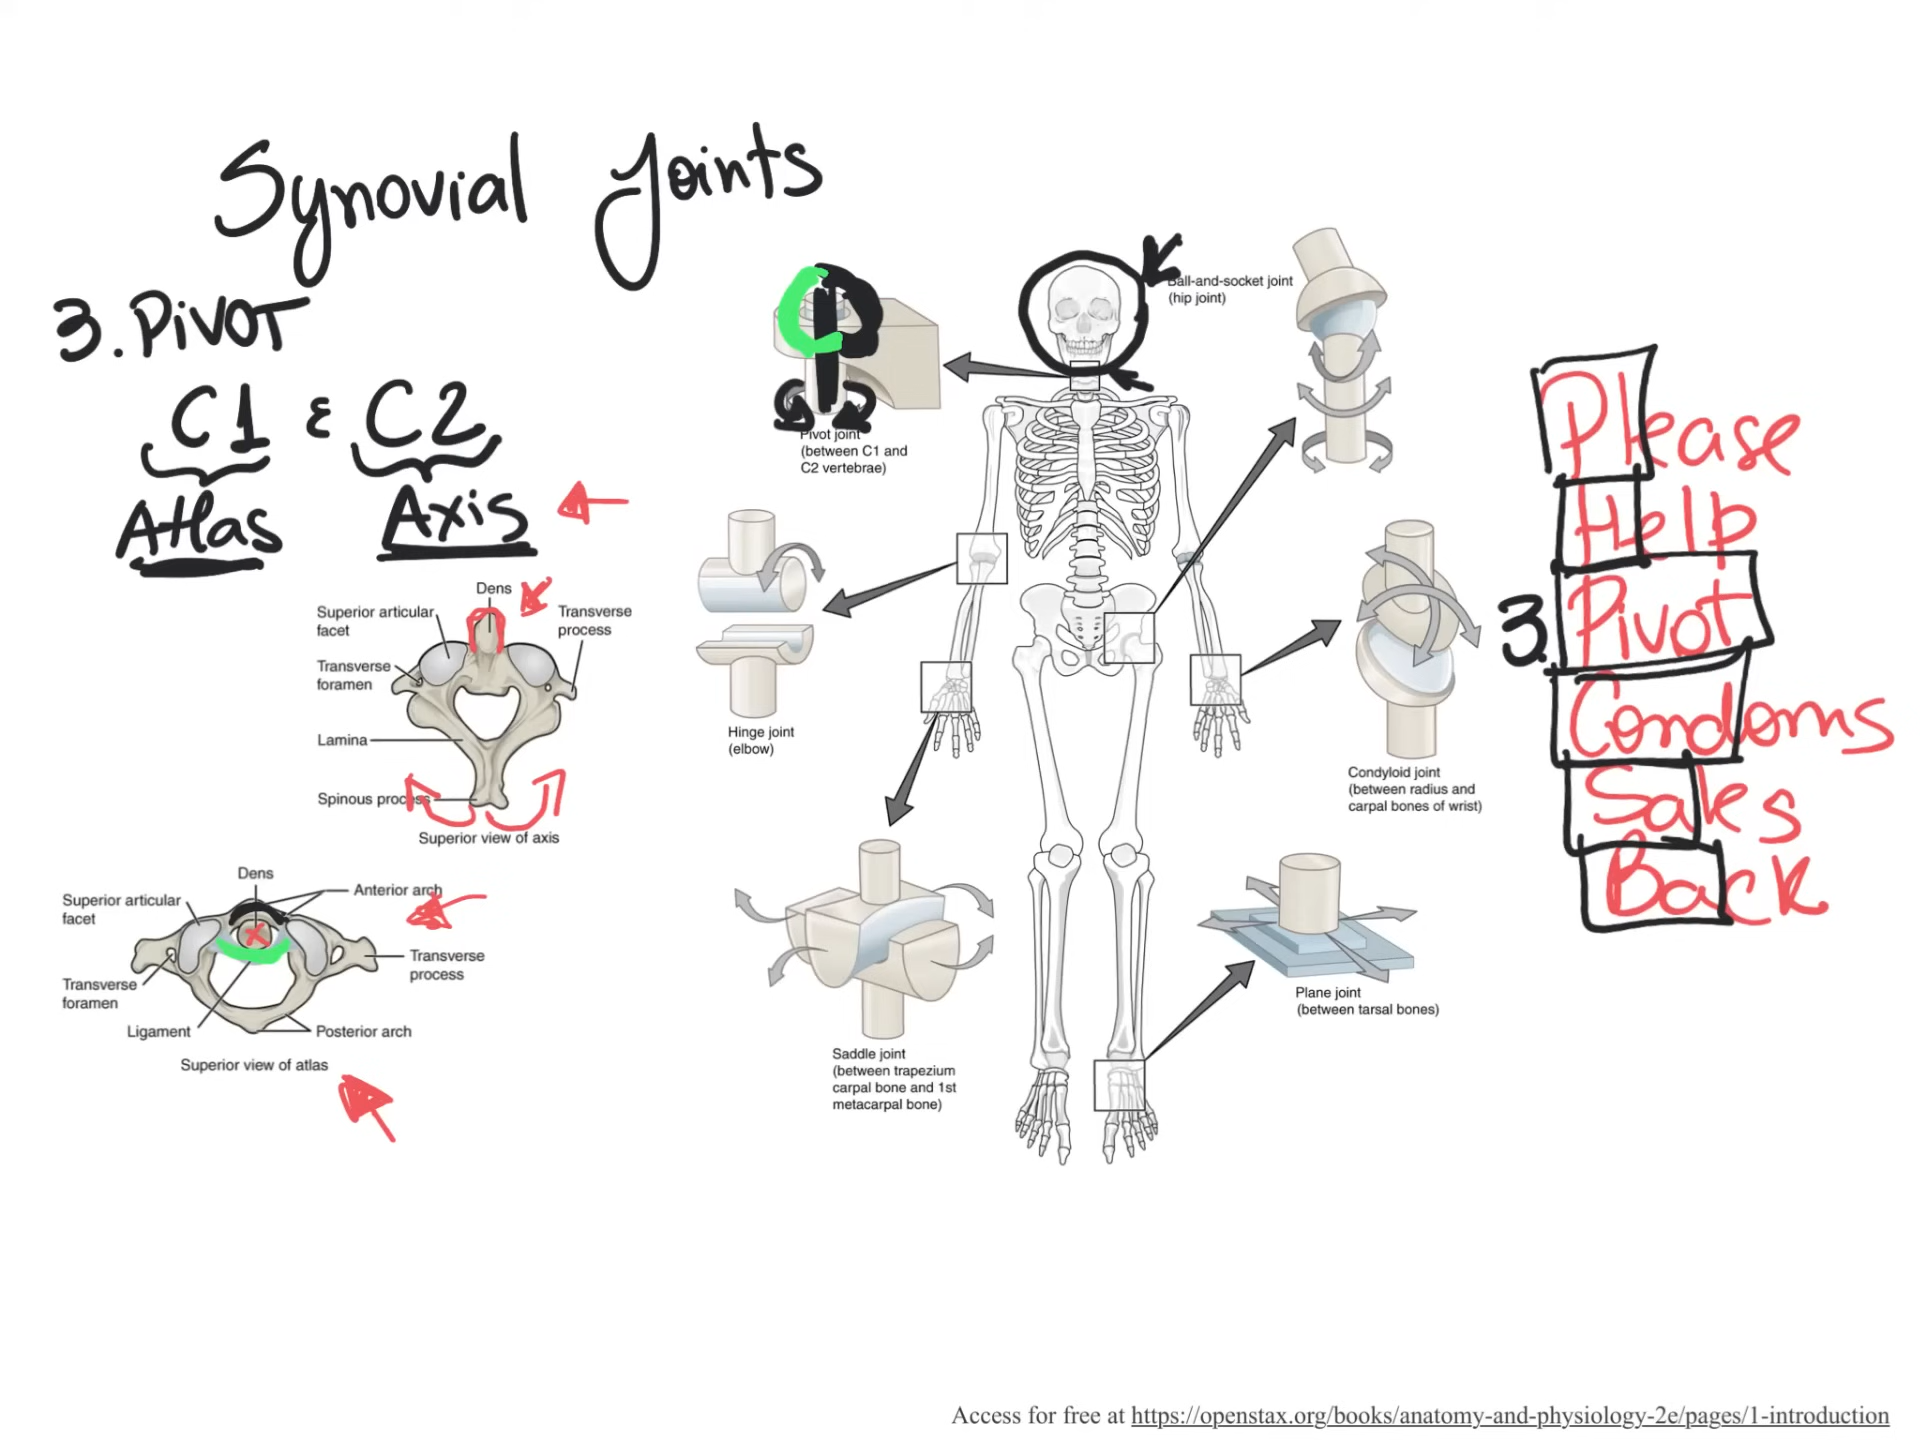 Synovial Joints
3. Pivot
C1 & C2
Atlas Axis
Dens
Superior articular
facet
Transverse
process
Transverse
foramen
Lamina
Spinous process
Superior view of axis
Dens
Superior articular
facet
Anterior arch
Transverse
process
Transverse
foramen
Ligament
Posterior arch
Superior view of atlas
Pivot joint
(between C1 and
C2 vertebrae)
Ball-and-socket joint
(hip joint)
Hinge joint
(elbow)
Condyloid joint
(between radius and
carpal bones of wrist)
Saddle joint
(between trapezium
carpal bone and 1st
metacarpal bone)
Plane joint
(between tarsal bones)
Please
Help
3. Pivot
Condoms
Sales
Back
Access for free at https://openstax.org/books/anatomy-and-physiology-2e/pages/1-introduction